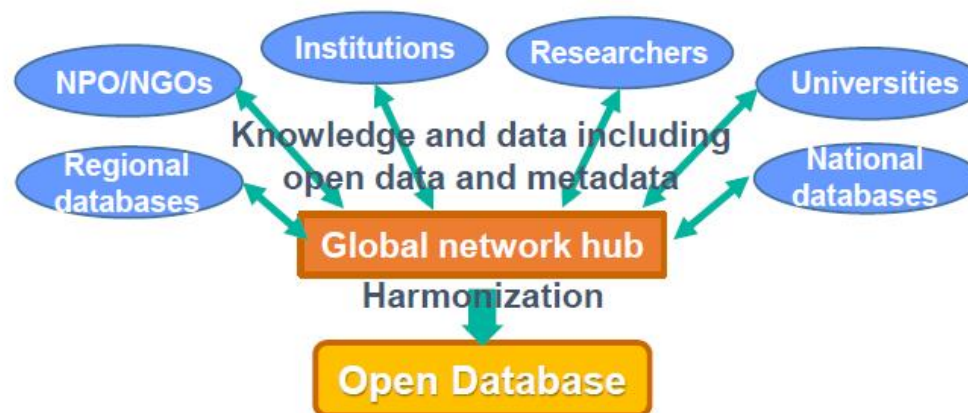 Institutions
Researchers
NPO/NGOs
Universities
Knowledge and data including
open data and metadata
Regional
databases
National
databases
Global network hub
Harmonization
Open Database